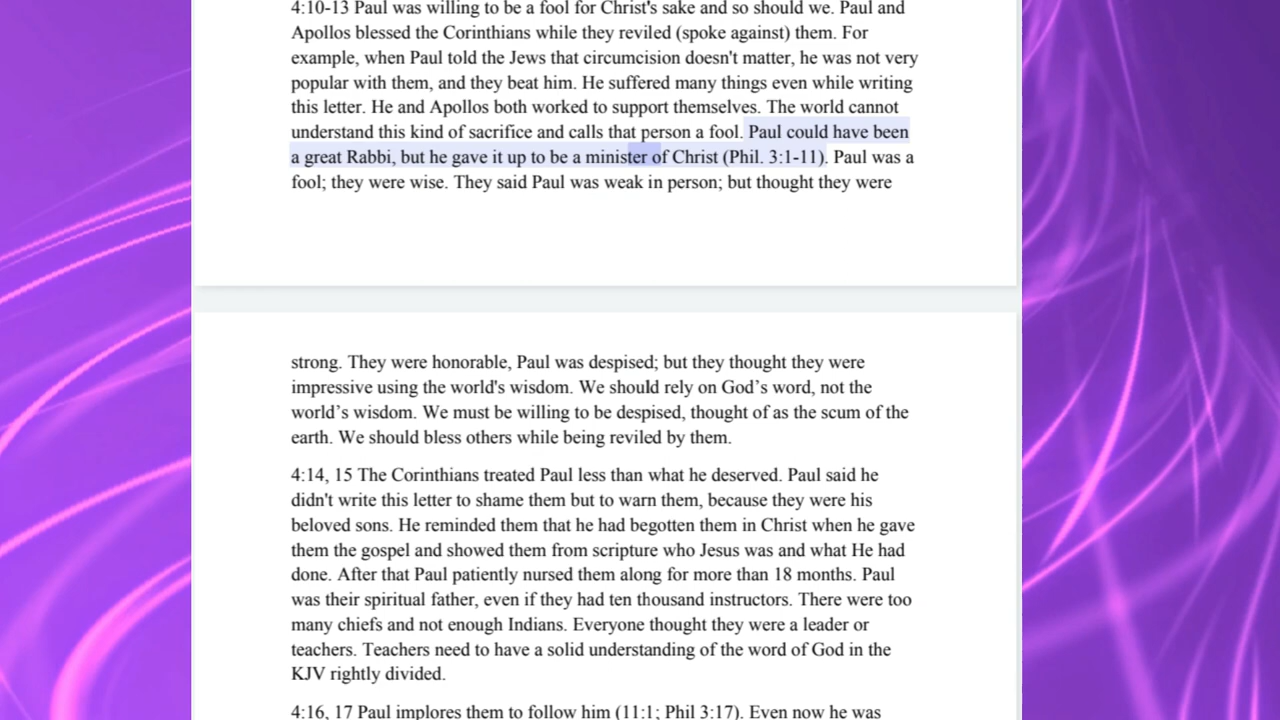 4:10-13 Paul was willing to be a fool for Christ's sake and so should we. Paul and
Apollos blessed the Corinthians while they reviled (spoke against) them. For
example, when Paul told the Jews that circumcision doesn't matter, he was not very
popular with them, and they beat him. He suffered many things even while writing
this letter. He and Apollos both worked to support themselves. The world cannot
understand this kind of sacrifice and calls that person a fool. Paul could have been
a great Rabbi, but he gave it up to be a minister of Christ (Phil. 3:1-11). Paul was a
fool; they were wise. They said Paul was weak in person; but thought they were
strong. They were honorable, Paul was despised; but they thought they were
impressive using the world's wisdom. We should rely on God’s word, not the
world’s wisdom. We must be willing to be despised, thought of as the scum of the
earth. We should bless others while being reviled by them.
4:14, 15 The Corinthians treated Paul less than what he deserved. Paul said he
didn't write this letter to shame them but to warn them, because they were his
beloved sons. He reminded them that he had begotten them in Christ when he gave
them the gospel and showed them from scripture who Jesus was and what He had
done. After that Paul patiently nursed them along for more than 18 months. Paul
was their spiritual father, even if they had ten thousand instructors. There were too
many chiefs and not enough Indians. Everyone thought they were a leader or
teachers. Teachers need to have a solid understanding of the word of God in the
KJV rightly divided.
4:16, 17 Paul implores them to follow him (11:1; Phil 3:17). Even now he was